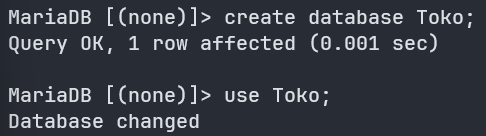 MariaDB [(none)]> create database Toko;
Query OK, 1 row affected (0.001 sec)
MariaDB [(none)]> use Toko;
Database changed